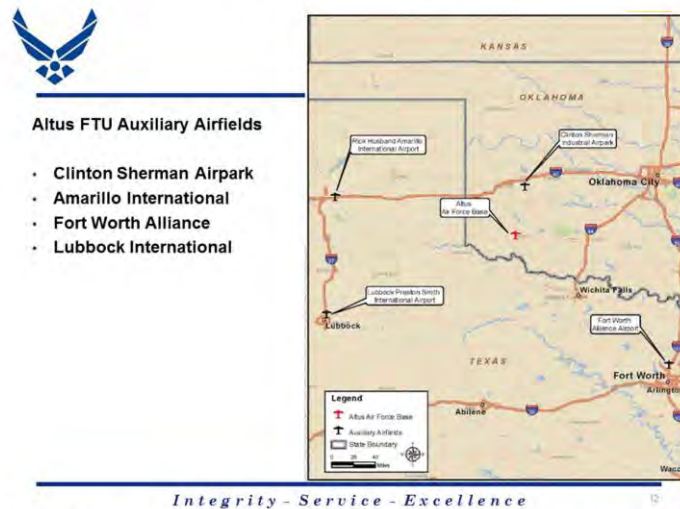 Altus FTU Auxiliary Airfields
• Clinton Sherman Airpark
• Amarillo International
• Fort Worth Alliance
• Lubbock International
KANSAS
OKLAHOMA
Rick Husband Amarillo
International Airport
Clinton Sherman
Industrial Airpark
Oklahoma City
Altus
Air Force Base
Wichita Falls
Lubbock Preston Smith
International Airport
Lubbock
Fort Worth
Alliance Airport
TEXAS
Fort Worth
Arlington
Abilene
Legend
Altus Air Force Base
Auxiliary Airfields
State Boundary
Miles
Waco
Integrity - Service - Excellence
12